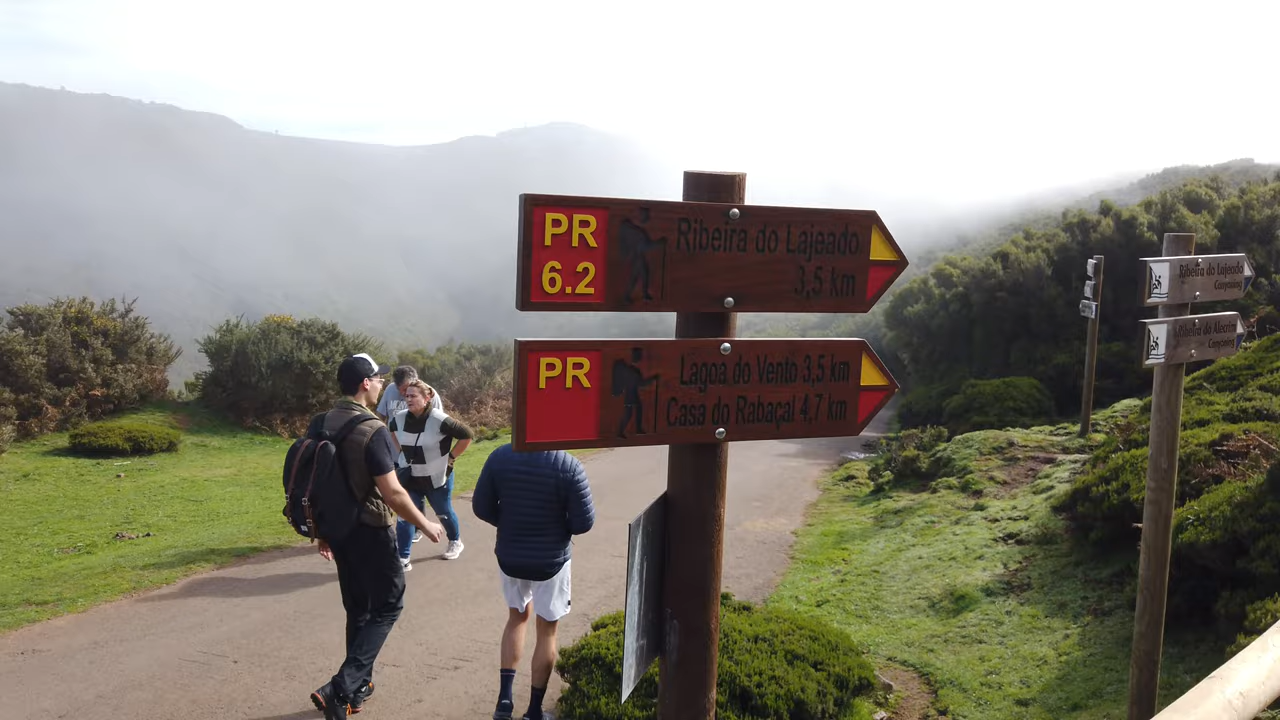 PR
6.2
Ribeira do Lajeado
3,5 km
PR
Lagoa do Vento 3,5 km
Casa do Rabaçal 4,7 km
Ribeira do Lajeado
Canyoning
Ribeira do Alecrim
Canyoning